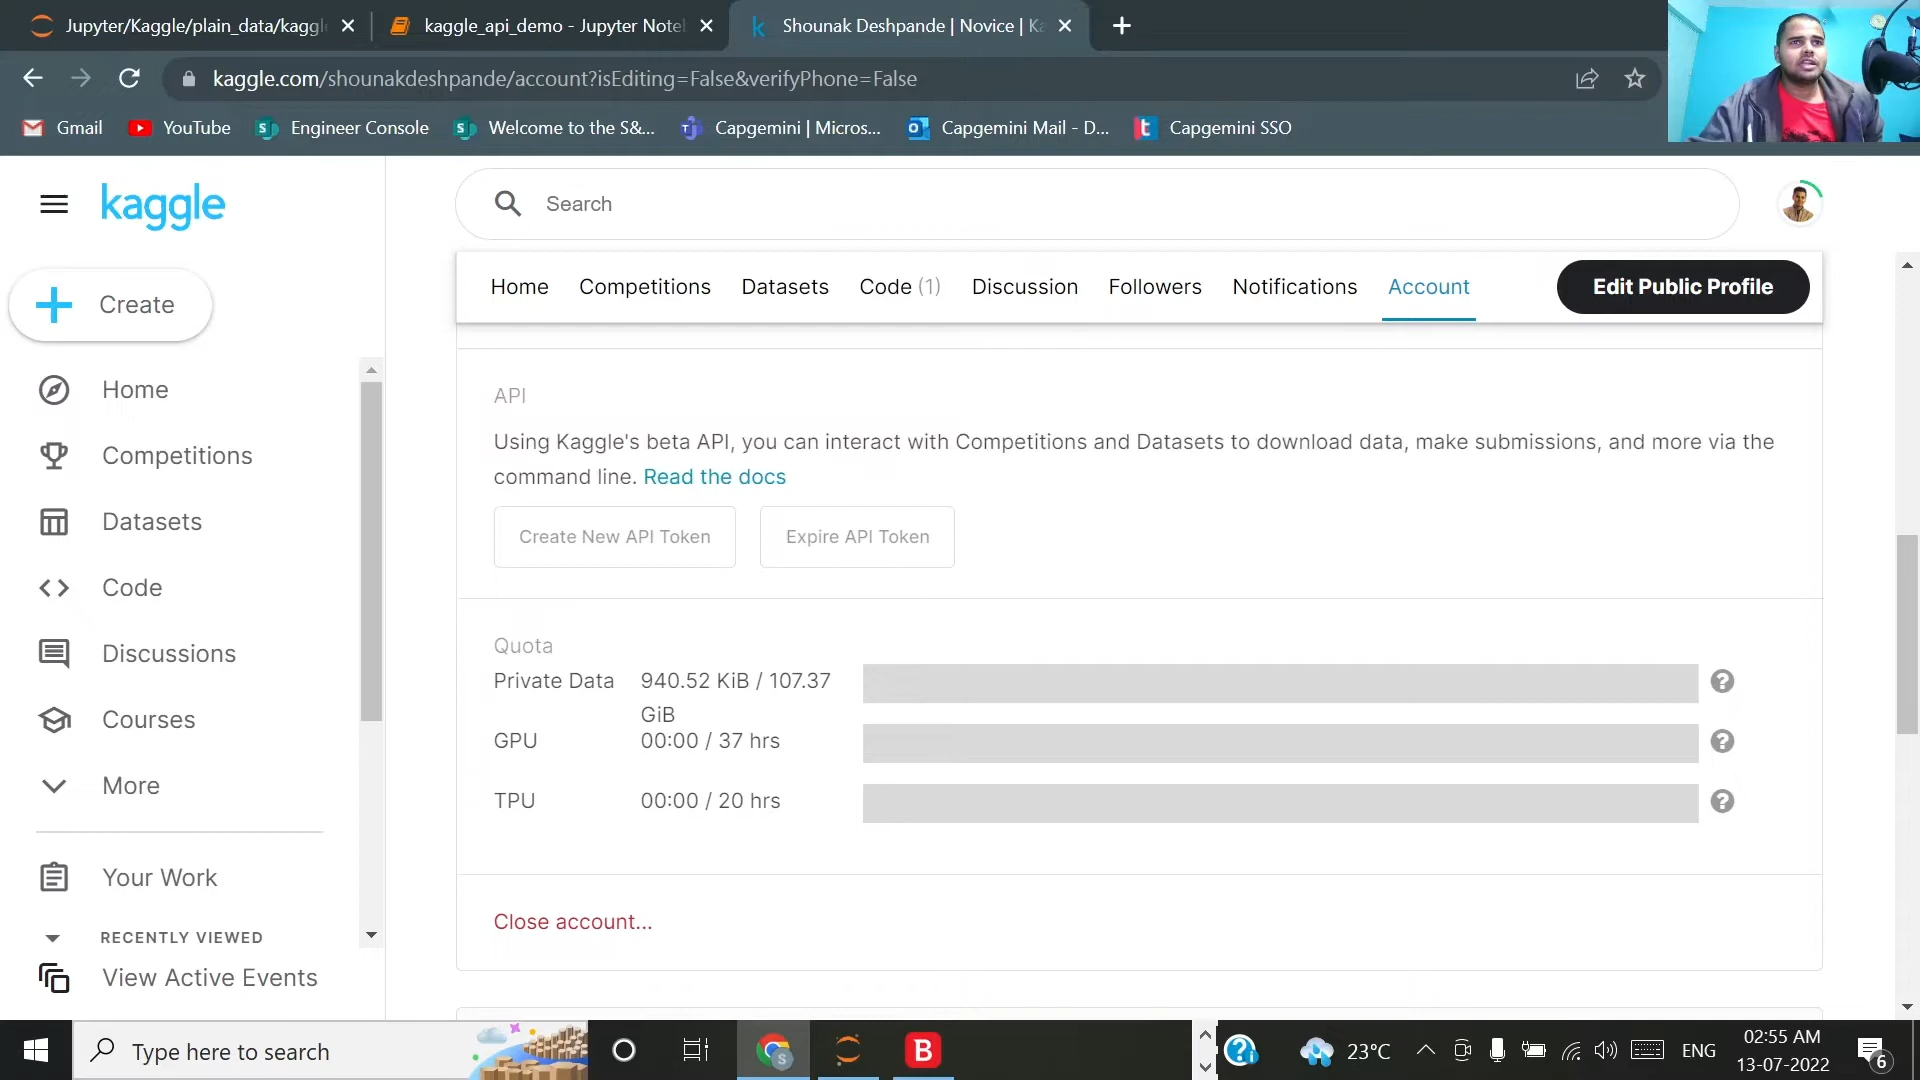 Jupyter/Kaggle/plain_data/kaggl
kaggle_api_demo - Jupyter Note
Shounak Deshpande | Novice | Ka
kaggle.com/shounakdeshpande/account?isEditing=False&verifyPhone=False
Gmail
YouTube
Engineer Console
Welcome to the S&...
Capgemini | Micros...
Capgemini Mail - D...
Capgemini SSO
kaggle
Search
Create
Home
Competitions
Datasets
Code
Discussions
Courses
More
Your Work
RECENTLY VIEWED
View Active Events
Home Competitions Datasets Code (1) Discussion Followers Notifications Account Edit Public Profile
API
Using Kaggle's beta API, you can interact with Competitions and Datasets to download data, make submissions, and more via the
command line. Read the docs
Create New API Token Expire API Token
Quota
Private Data 940.52 KiB / 107.37
GiB
GPU 00:00 / 37 hrs
TPU 00:00 / 20 hrs
Close account...
Type here to search
B
23°C
ENG
02:55 AM
13-07-2022
6